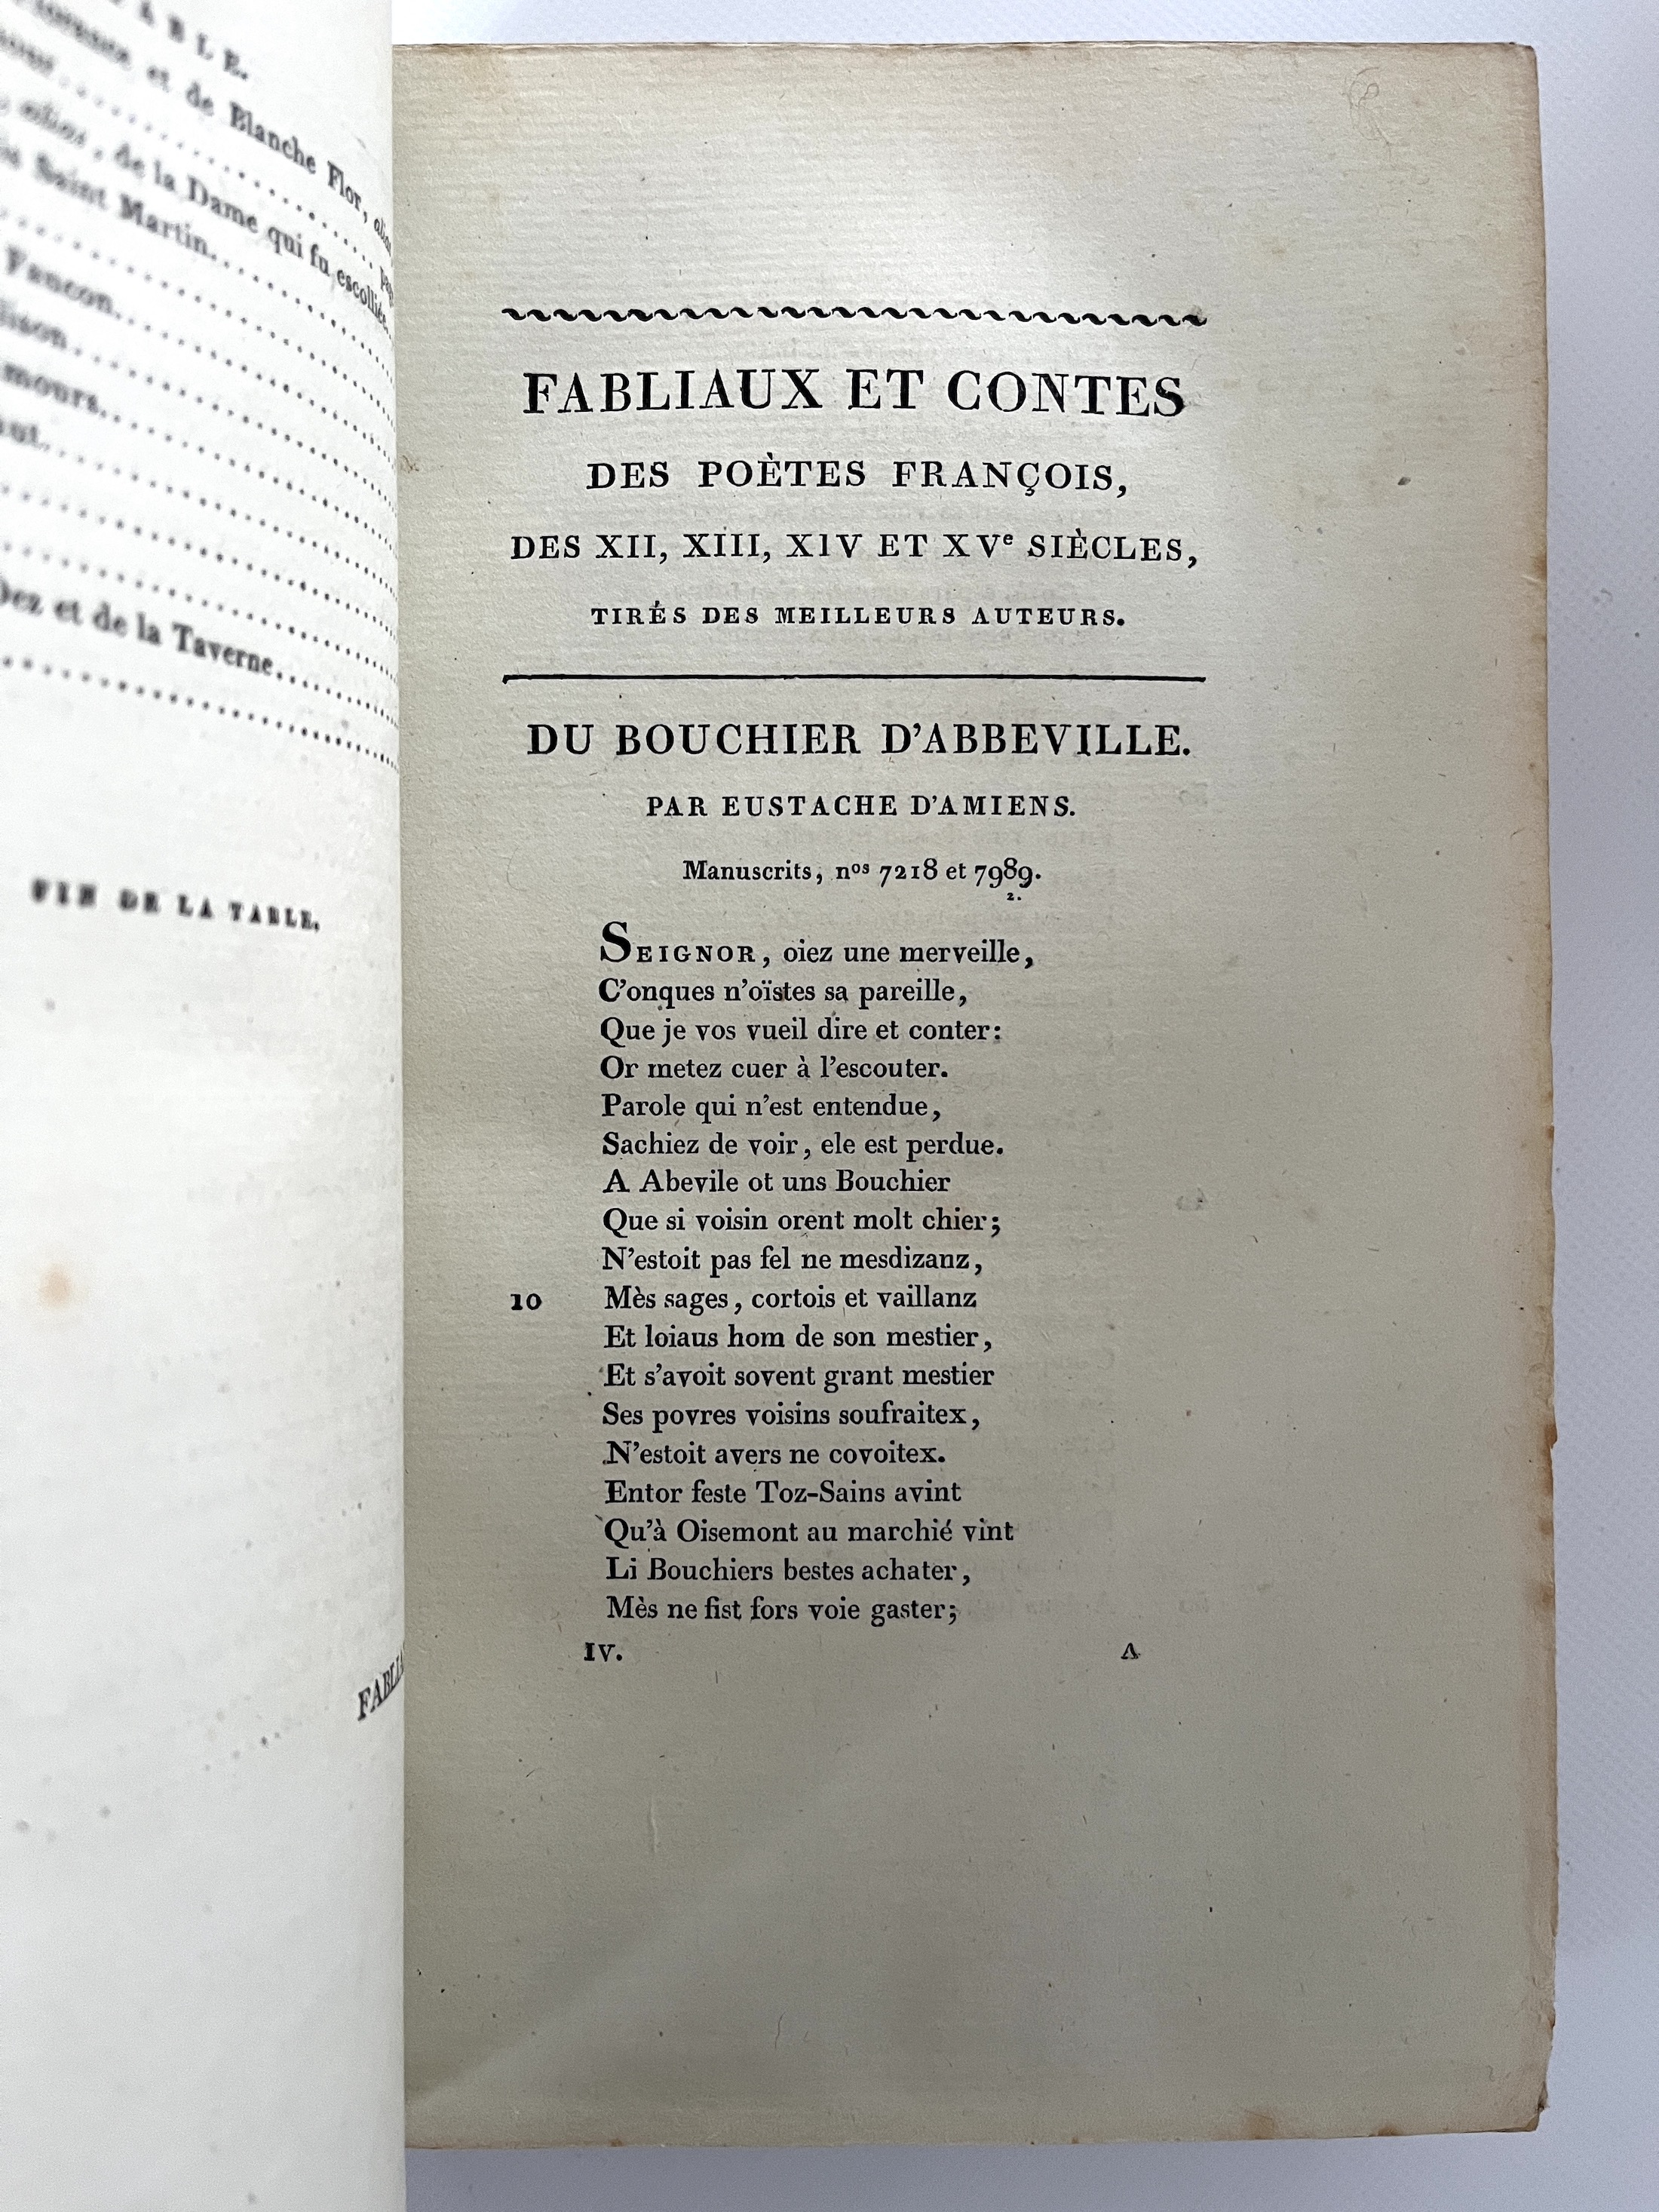 TABLE.
et de Blanche Flor,
alias, de la Dame qui fu escolliée.
Saint Martin
Dez et de la Taverne
FIN DE LA TABLE.
FABLIAUX ET CONTES
DES POÈTES FRANÇOIS,
DES XII, XIII, XIV ET XVe SIÈCLES,
TIRÉS DES MEILLEURS AUTEURS.
DU BOUCHIER D'ABBEVILLE.
PAR EUSTACHE D'AMIENS.
Manuscrits, nos 7218 et 7989.
2.
SEIGNOR, oiez une merveille,
C'onques n'oïstes sa pareille,
Que je vos vueil dire et conter:
Or metez cuer à l'escouter.
Parole qui n'est entendue,
Sachiez de voir, ele est perdue.
A Abevile ot uns Bouchier
Que si voisin orent molt chier;
N'estoit pas fel ne mesdizanz,
10 Mès sages, cortois et vaillanz
Et loiaus hom de son mestier,
Et s'avoit sovent grant mestier
Ses povres voisins soufraitex,
N'estoit avers ne covoitex.
Entor feste Toz-Sains avint
Qu'à Oisemont au marchié vint
Li Bouchiers bestes achater,
Mès ne fist fors voie gaster;
IV. A